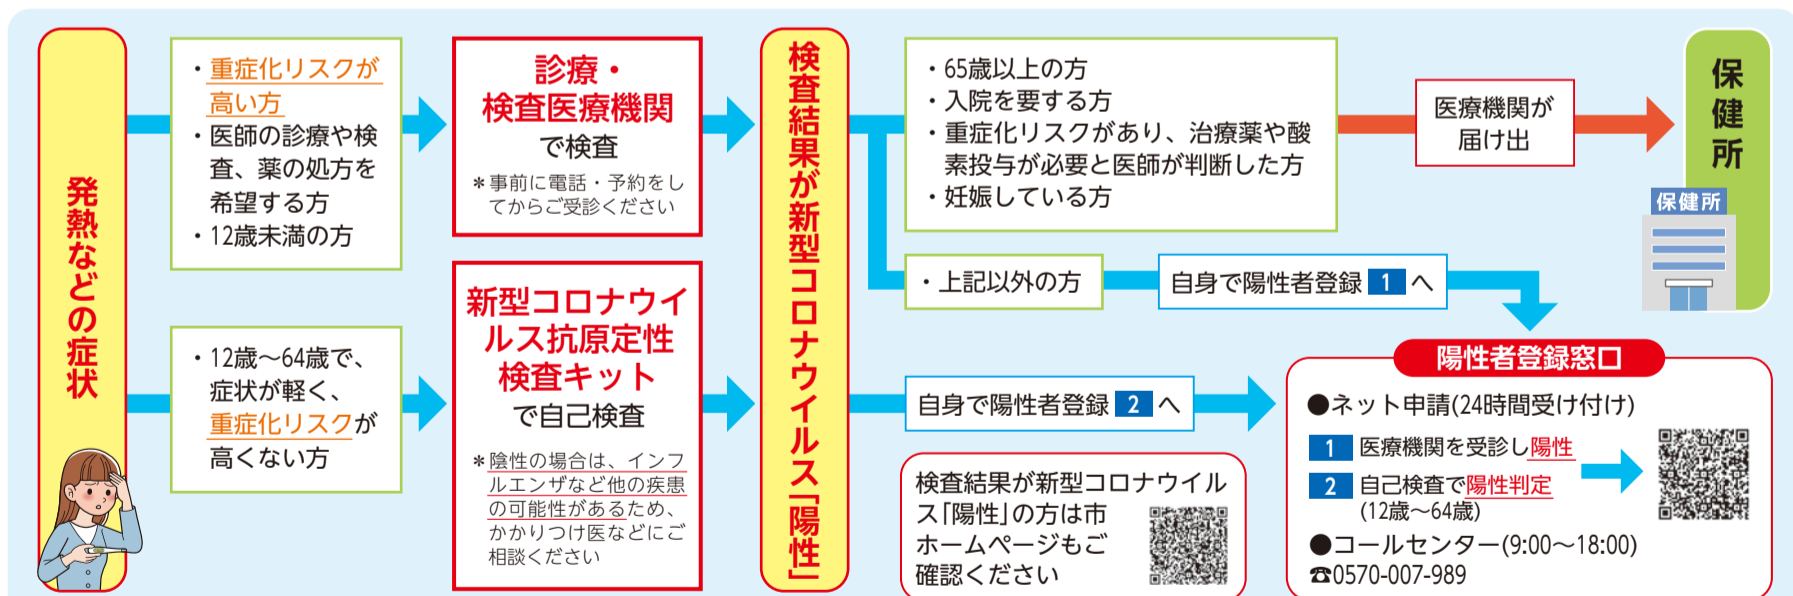 発熱などの症状
・重症化リスクが
高い方
・医師の診療や検
査、薬の処方を
希望する方
・12歳未満の方
診療・
検査医療機関
で検査
＊事前に電話・予約をし
てからご受診ください
・12歳〜64歳で、
症状が軽く、
重症化リスクが
高くない方
新型コロナウイ
ルス抗原定性
検査キット
で自己検査
＊陰性の場合は、インフ
ルエンザなど他の疾患
の可能性があるため、
かかりつけ医などにご
相談ください
検査結果が新型コロナウイルス「陽性」
・65歳以上の方
・入院を要する方
・重症化リスクがあり、治療薬や酸
素投与が必要と医師が判断した方
・妊娠している方
医療機関が
届け出
保健所
保健所
・上記以外の方
自身で陽性者登録 1 へ
自身で陽性者登録 2 へ
検査結果が新型コロナウイル
ス「陽性」の方は市
ホームページもご
確認ください
陽性者登録窓口
●ネット申請(24時間受け付け)
1 医療機関を受診し陽性
2 自己検査で陽性判定
(12歳〜64歳)
●コールセンター(9:00〜18:00)
☎0570-007-989